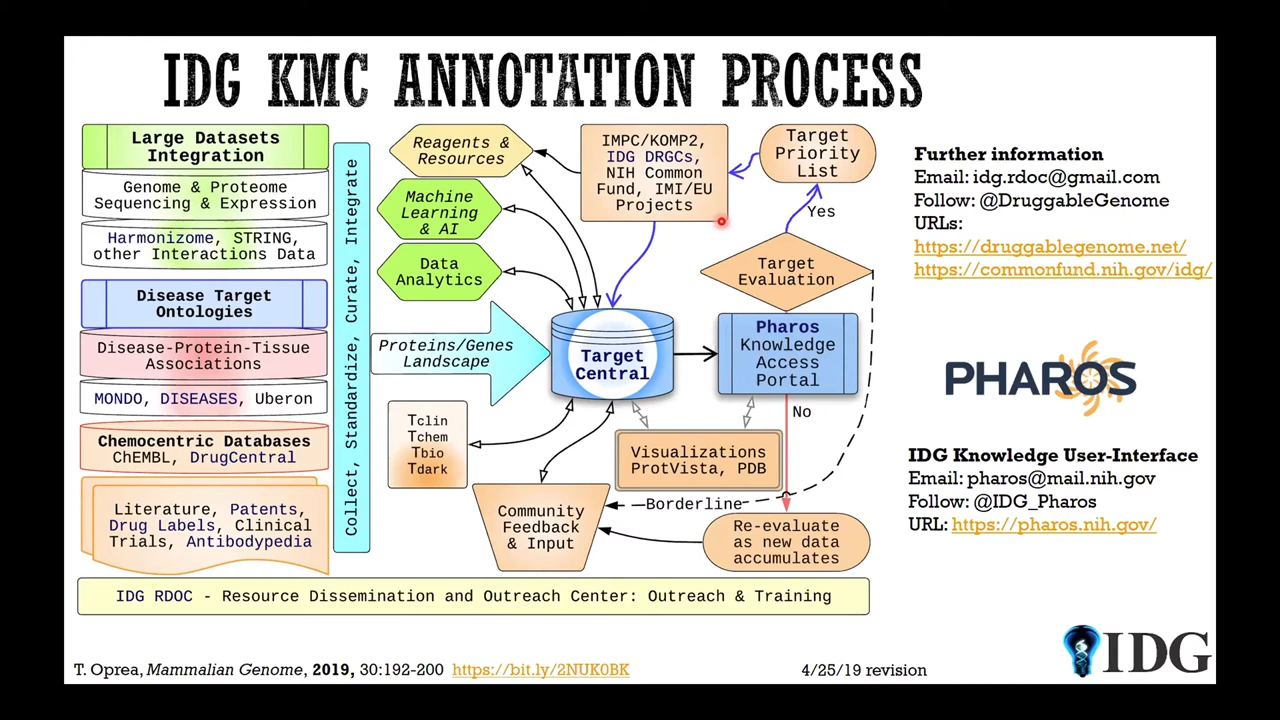 IDG KMC ANNOTATION PROCESS
Large Datasets
Integration
Genome & Proteome
Sequencing & Expression
Harmonizome, STRING,
other Interactions Data
Disease Target
Ontologies
Disease-Protein-Tissue
Associations
MONDO, DISEASES, Uberon
Chemocentric Databases
ChEMBL, DrugCentral
Literature, Patents,
Drug Labels, Clinical
Trials, Antibodypedia
Collect, Standardize, Curate, Integrate
Reagents &
Resources
Machine
Learning
& AI
Data
Analytics
Proteins/Genes
Landscape
Tclin
Tchem
Tbio
Tdark
IMPC/KOMP2,
IDG DRGCs,
NIH Common
Fund, IMI/EU
Projects
Target
Priority
List
Yes
Target
Evaluation
Target
Central
Pharos
Knowledge
Access
Portal
No
Visualizations
ProtVista, PDB
Borderline
Community
Feedback
& Input
Re-evaluate
as new data
accumulates
IDG RDOC - Resource Dissemination and Outreach Center: Outreach & Training
Further information
Email: idg.rdoc@gmail.com
Follow: @DruggableGenome
URLs:
https://druggablegenome.net/
https://commonfund.nih.gov/idg/
PHAROS
IDG Knowledge User-Interface
Email: pharos@mail.nih.gov
Follow: @IDG_Pharos
URL: https://pharos.nih.gov/
T. Oprea, Mammalian Genome, 2019, 30:192-200 https://bit.ly/2NUK0BK
4/25/19 revision
IDG